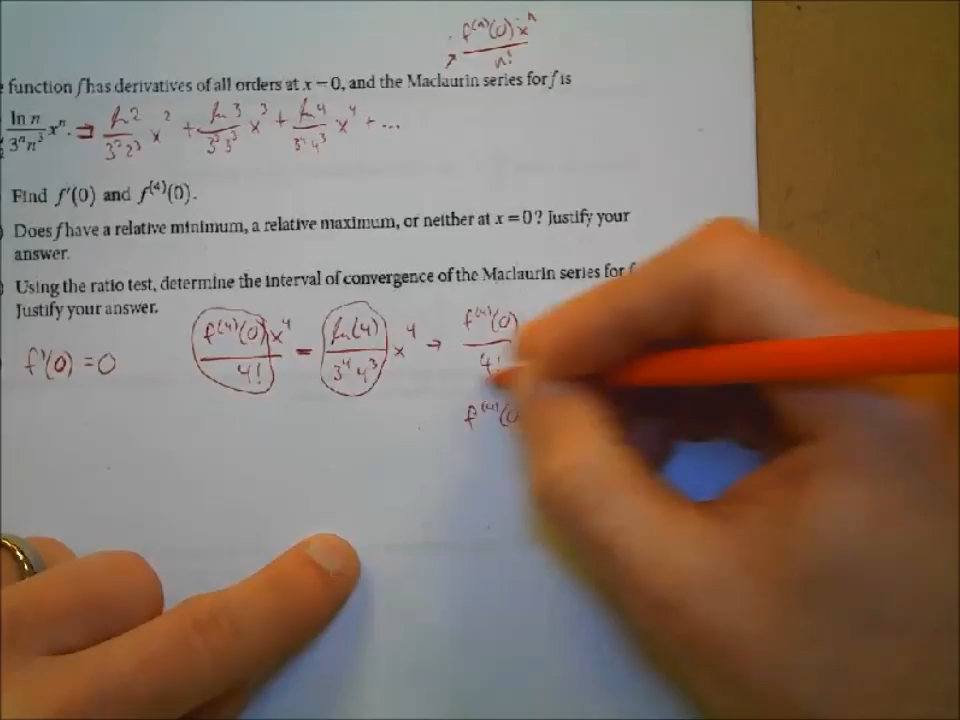 f⁽ⁿ⁾(0)xⁿ / n!
function f has derivatives of all orders at x = 0, and the Maclaurin series for f is
ln n / 3ⁿn³ xⁿ. ⇒ ln 2 / 3²2³ x² + ln 3 / 3³3³ x³ + ln 4 / 3⁴4³ x⁴ + ...
Find f′(0) and f⁽⁴⁾(0).
Does f have a relative minimum, a relative maximum, or neither at x = 0? Justify your
answer.
Using the ratio test, determine the interval of convergence of the Maclaurin series for f
Justify your answer.
f'(0) = 0
f⁽⁴⁾(0)x⁴ / 4! = ln(4) / 3⁴4³ x⁴ → f⁽⁴⁾(0) / 4!
f⁽⁴⁾(0